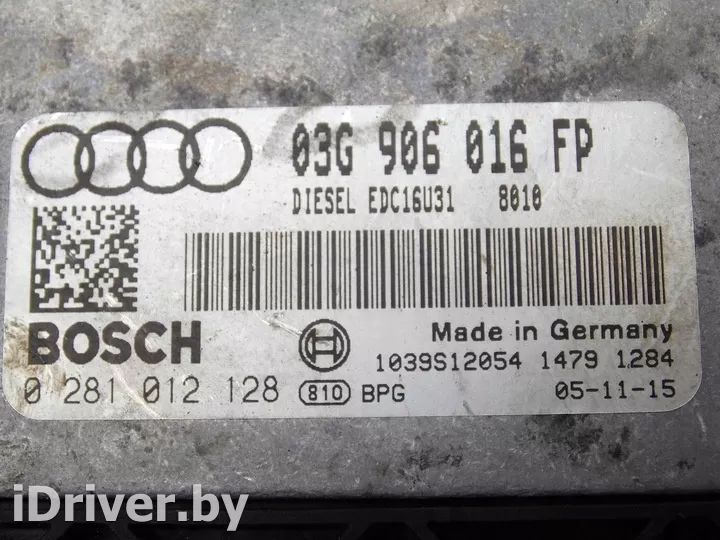 03G 906 016 FP
DIESEL EDC16U31 8010
BOSCH
Made in Germany
1039S12054 1479 1284
0 281 012 128 810 BPG 05-11-15
iDriver.by